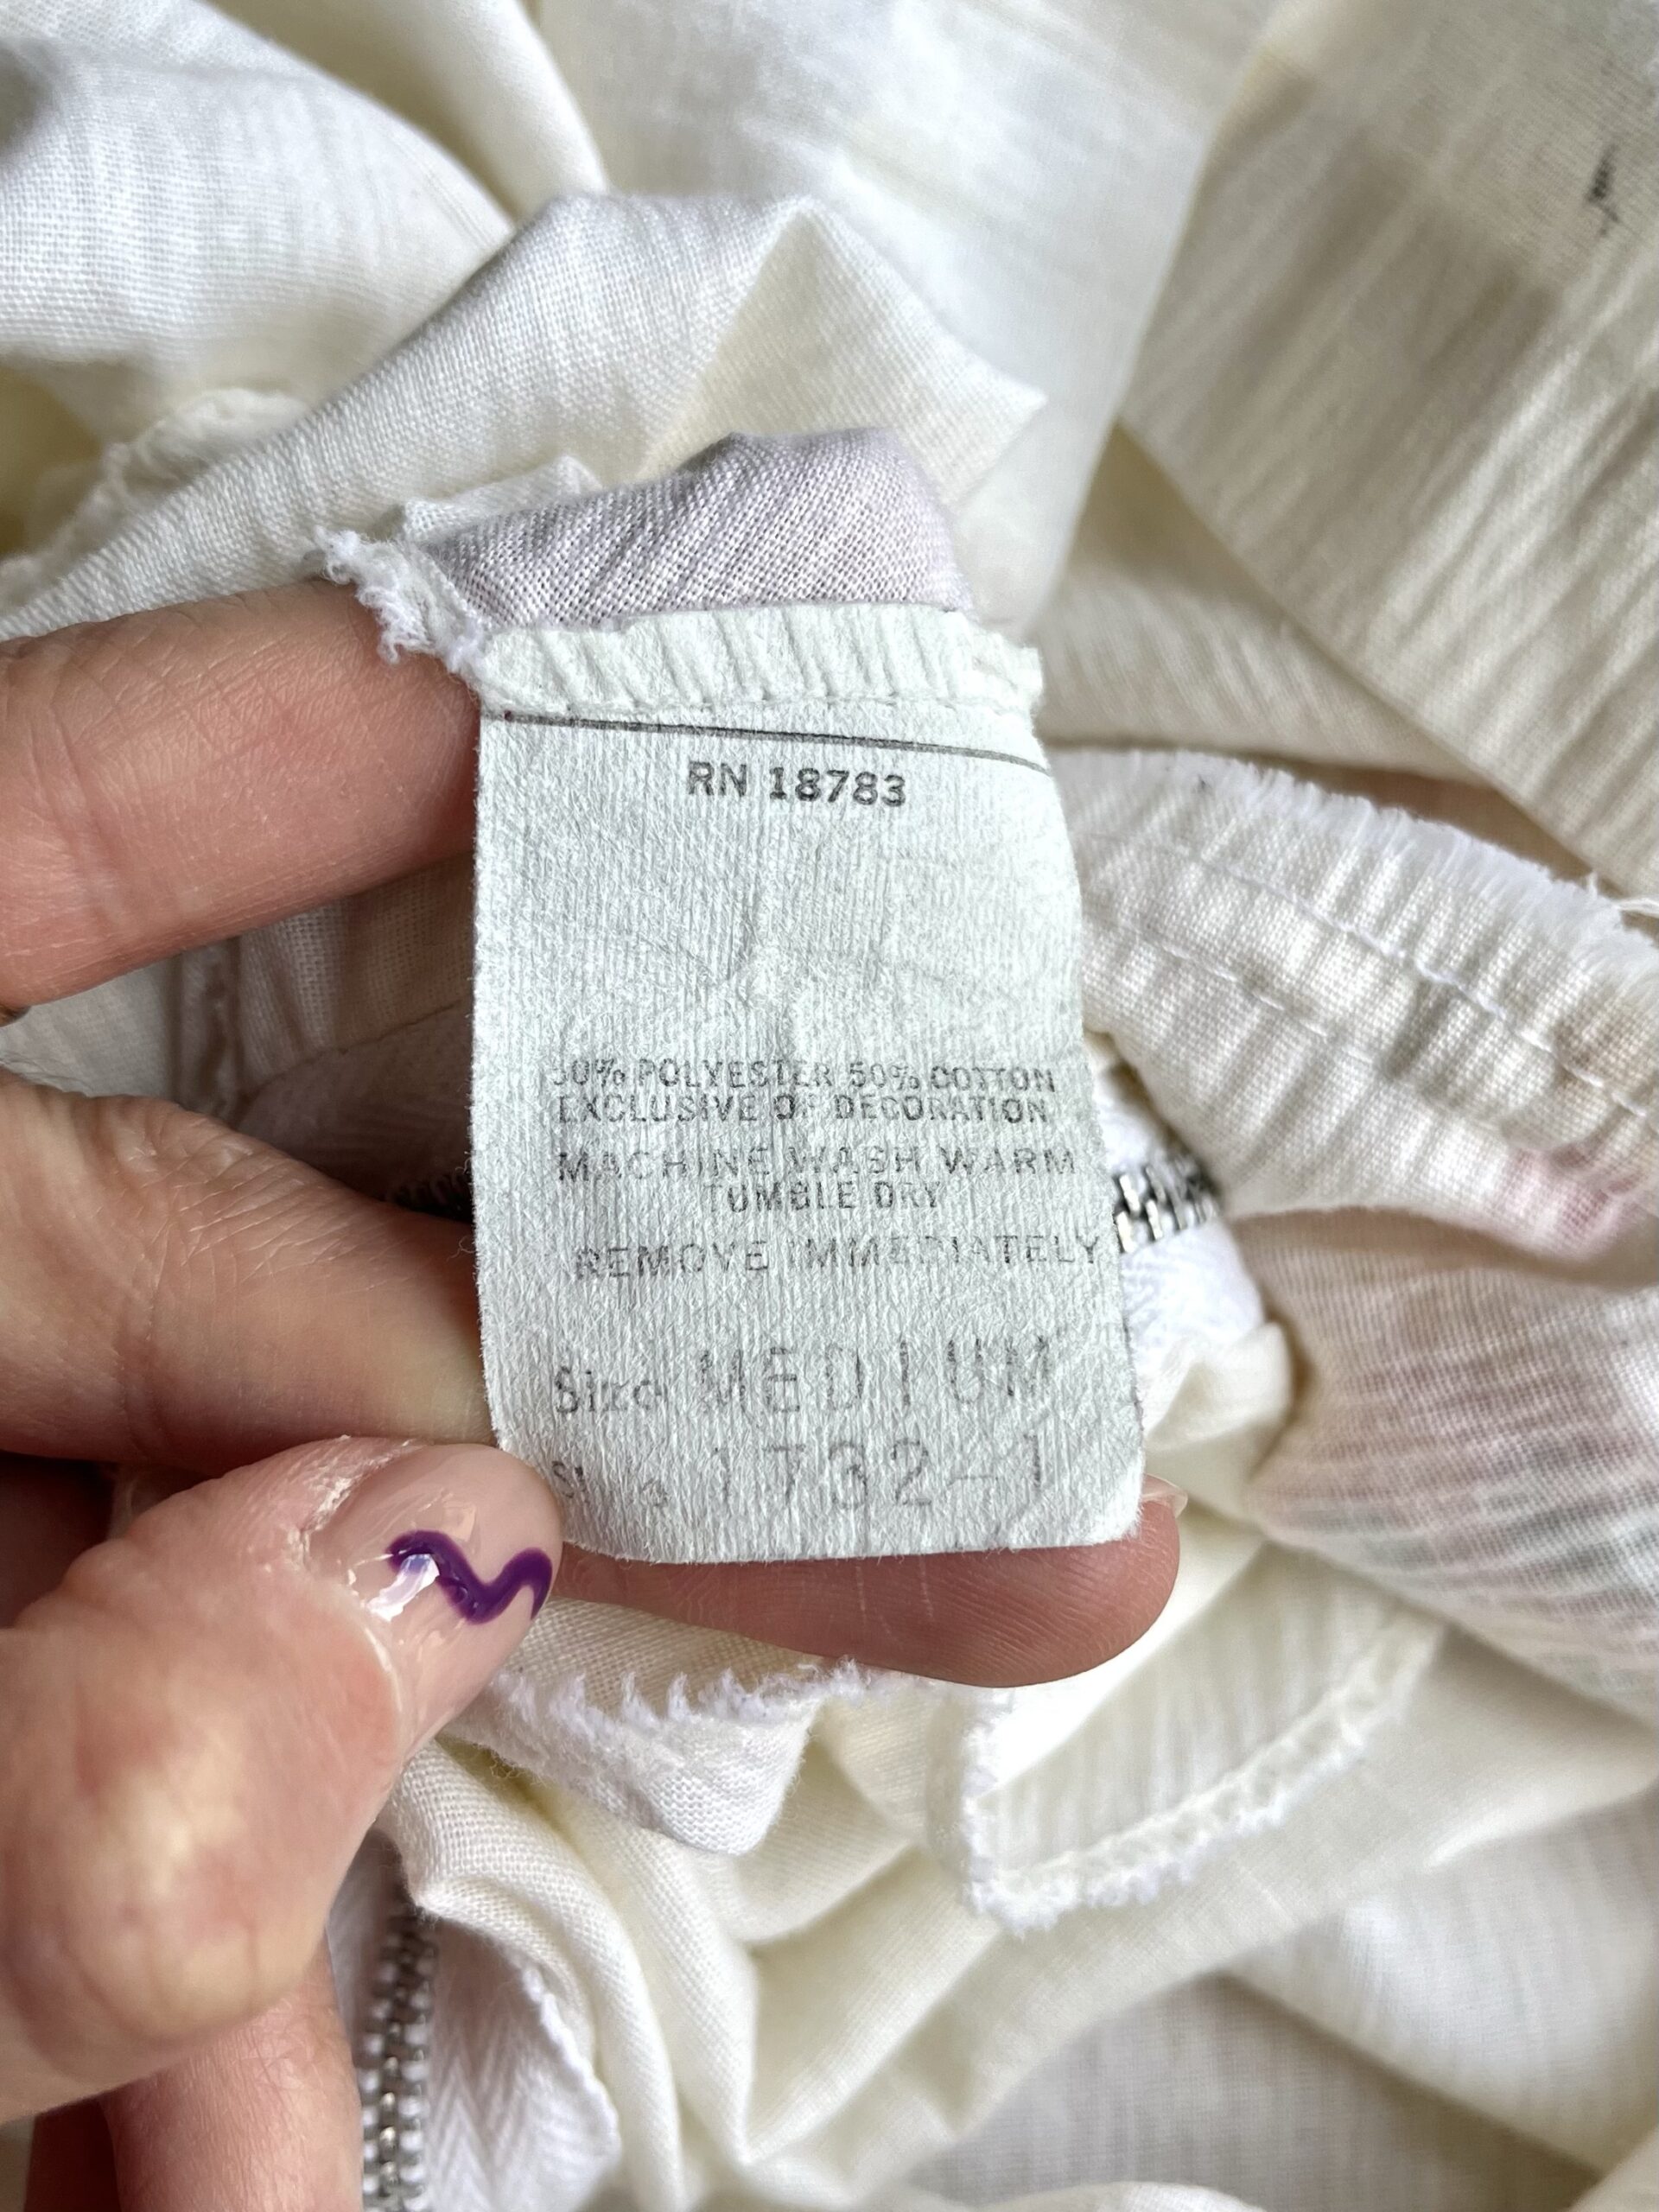 RN 18783
50% POLYESTER 50% COTTON
EXCLUSIVE OF DECORATION
MACHINE WASH WARM
TUMBLE DRY
REMOVE IMMEDIATELY
Size MEDIUM
1732-1